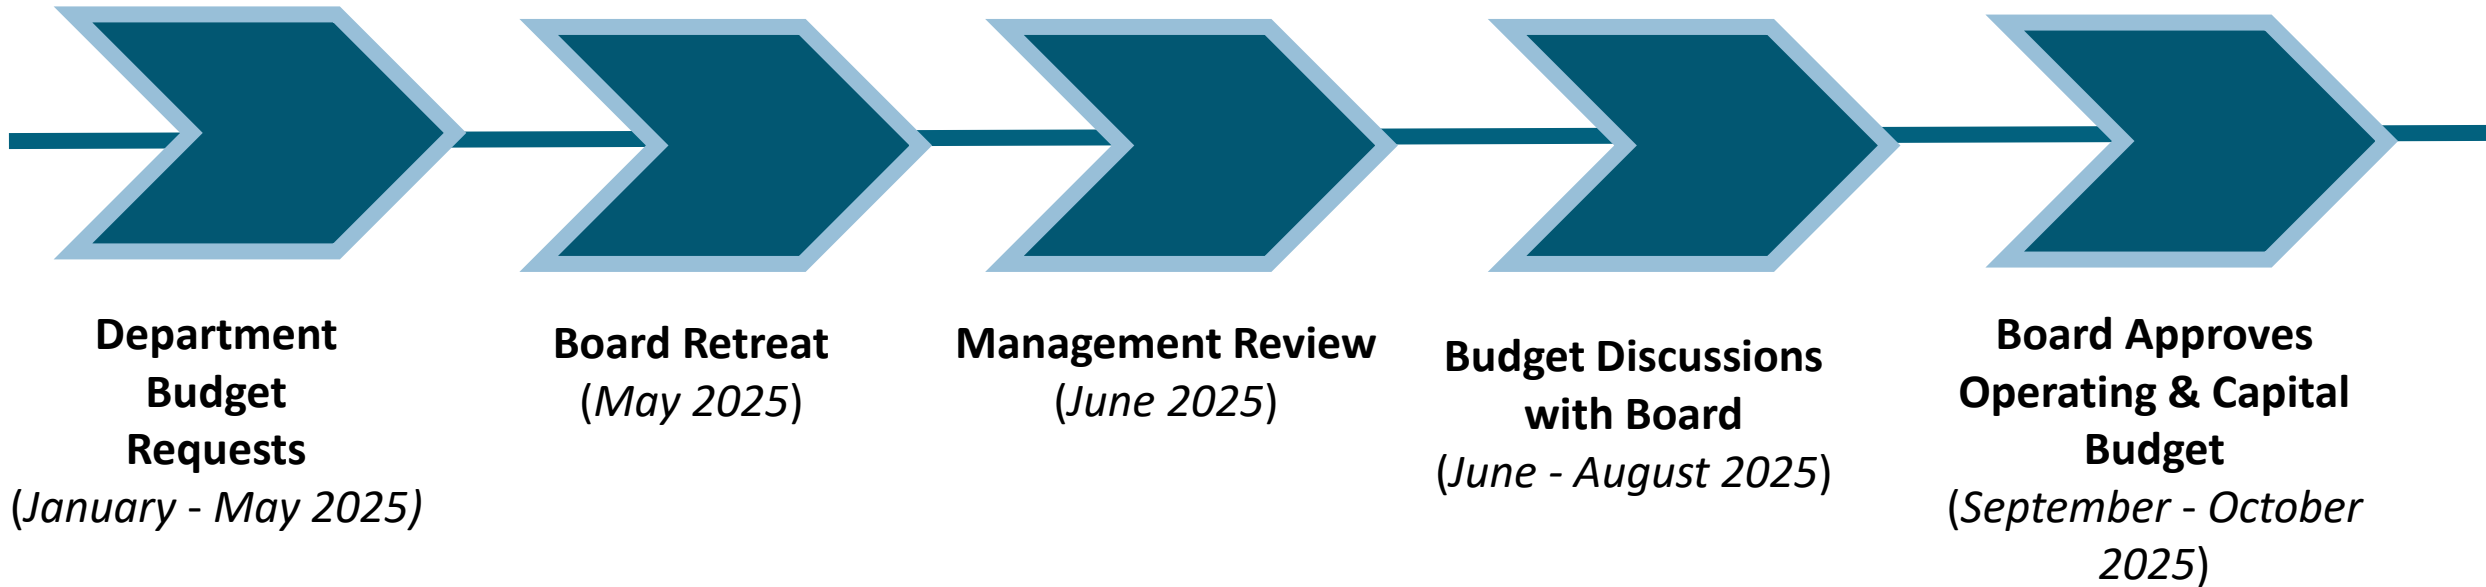 Department
Budget
Requests
(January - May 2025)
Board Retreat
(May 2025)
Management Review
(June 2025)
Budget Discussions
with Board
(June - August 2025)
Board Approves
Operating & Capital
Budget
(September - October
2025)